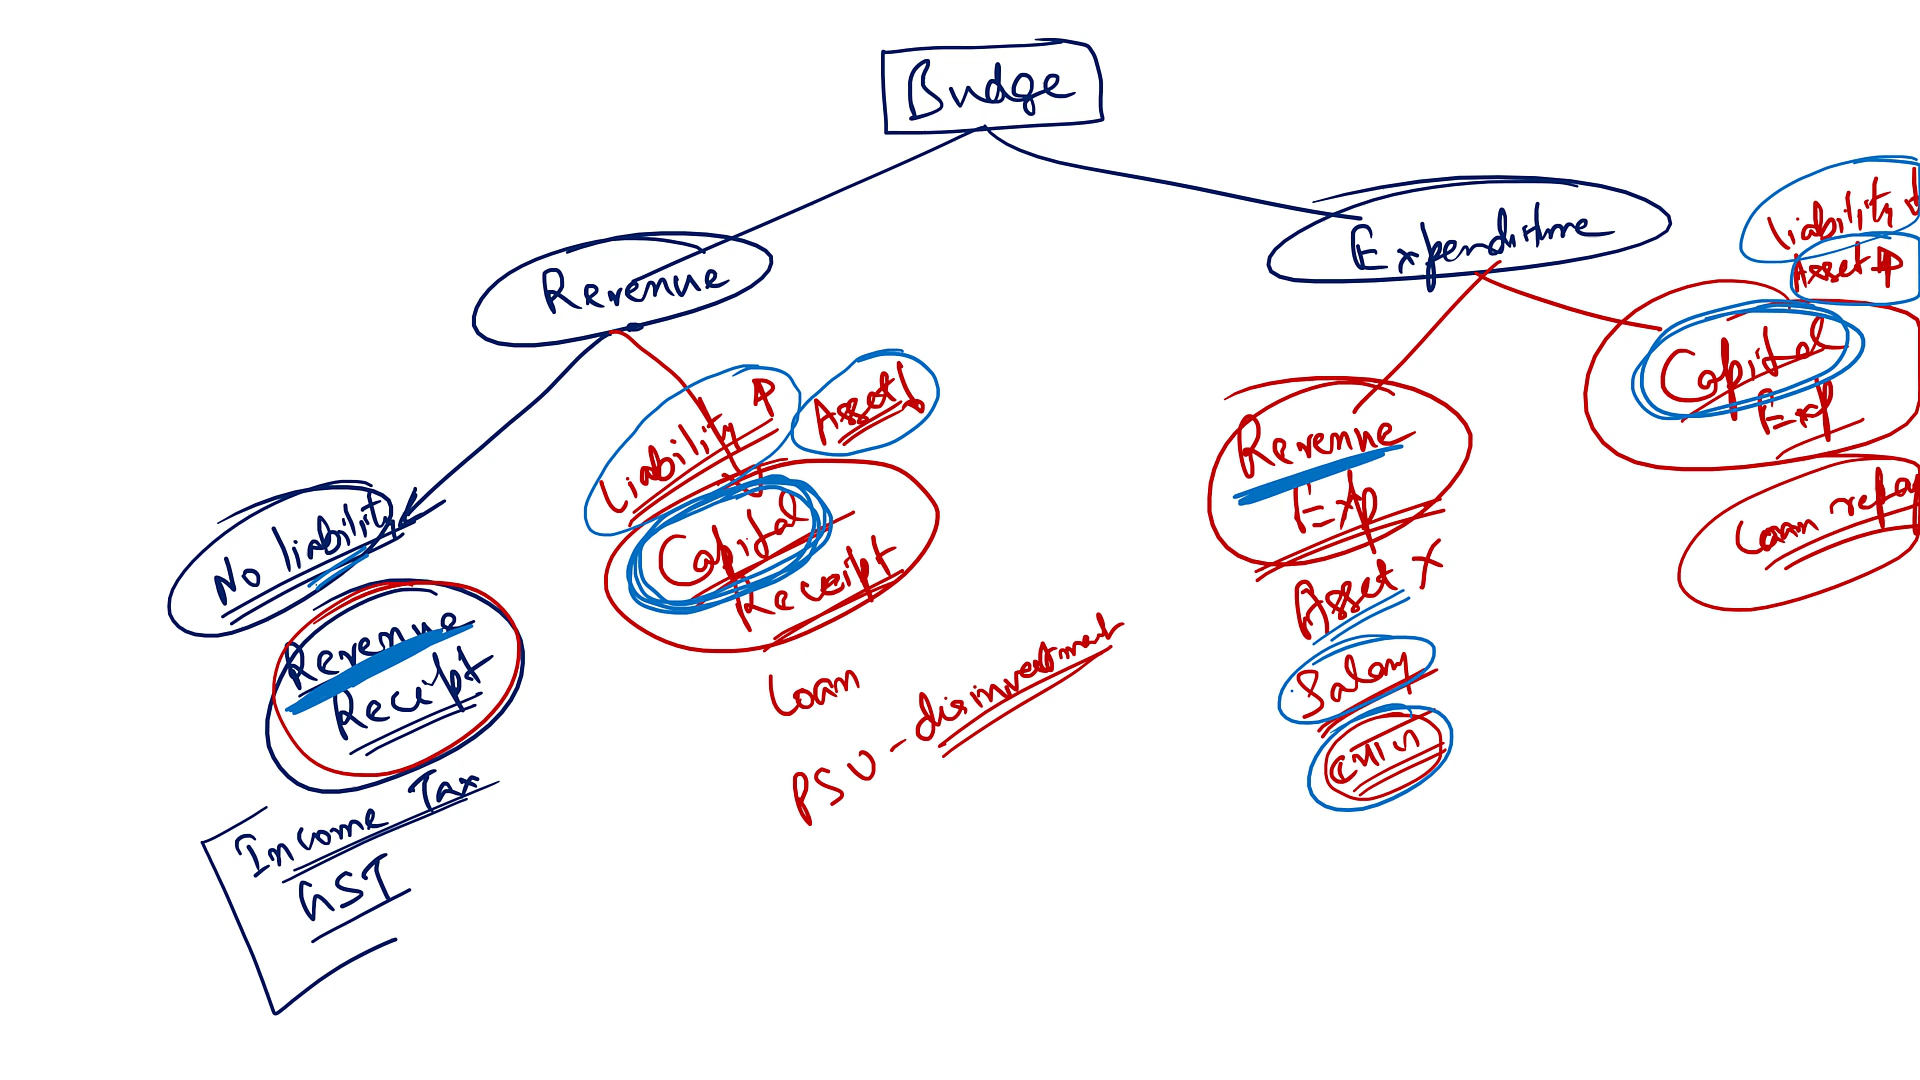 Budge
Revenue
Expenditure
Liability ↑
Asset ↓
Capital
Receipt
Loan
PSU - disinvestment
No liability
Revenue
Receipt
Income Tax
GST
Revenue
Exp
Asset X
Salary
liability ↓
Asset ↑
Capital
Exp
Loan repa